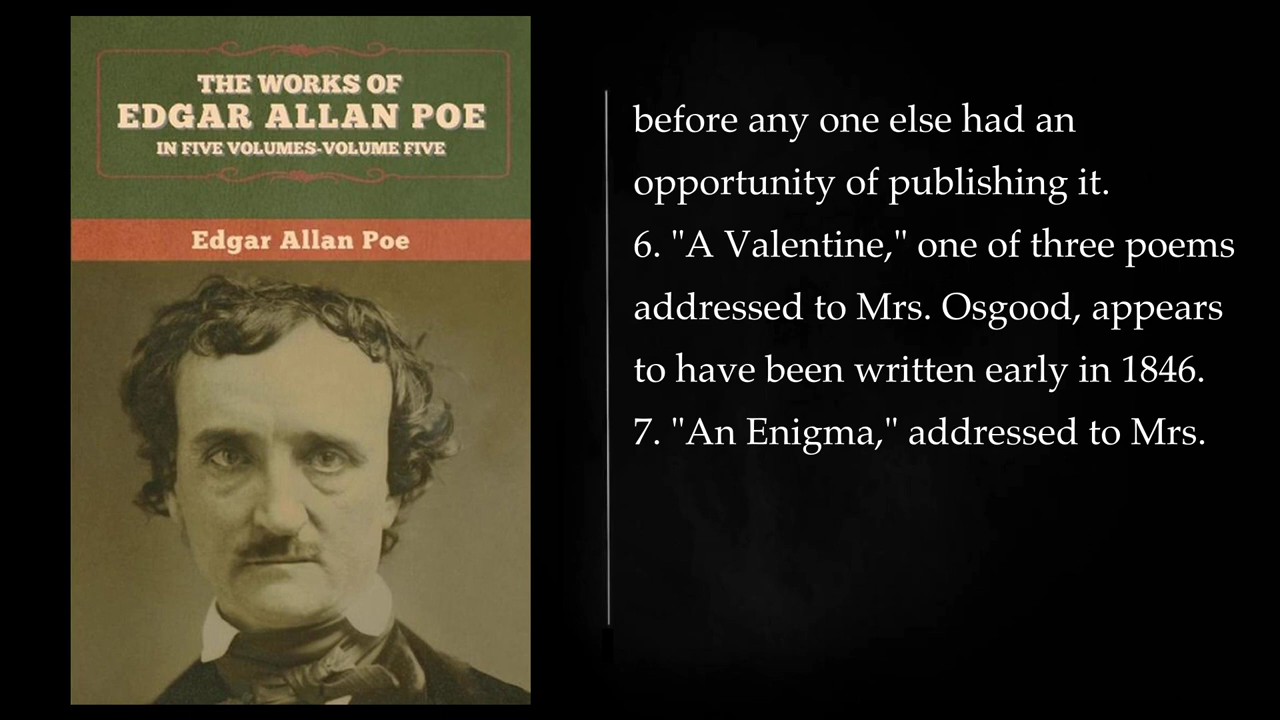 THE WORKS OF
EDGAR ALLAN POE
IN FIVE VOLUMES-VOLUME FIVE
Edgar Allan Poe
before any one else had an
opportunity of publishing it.
6. "A Valentine," one of three poems
addressed to Mrs. Osgood, appears
to have been written early in 1846.
7. "An Enigma," addressed to Mrs.